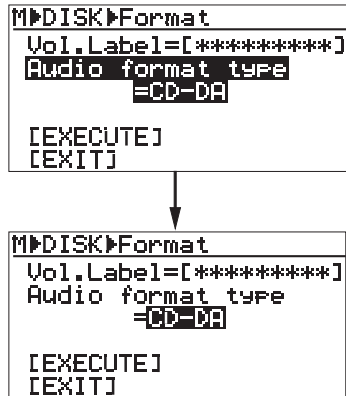 M▶DISK▶Format
Vol.Label=[*********]
Audio format type
=CD-DA
[EXECUTE]
[EXIT]
M▶DISK▶Format
Vol.Label=[*********]
Audio format type
=CD-DA
[EXECUTE]
[EXIT]